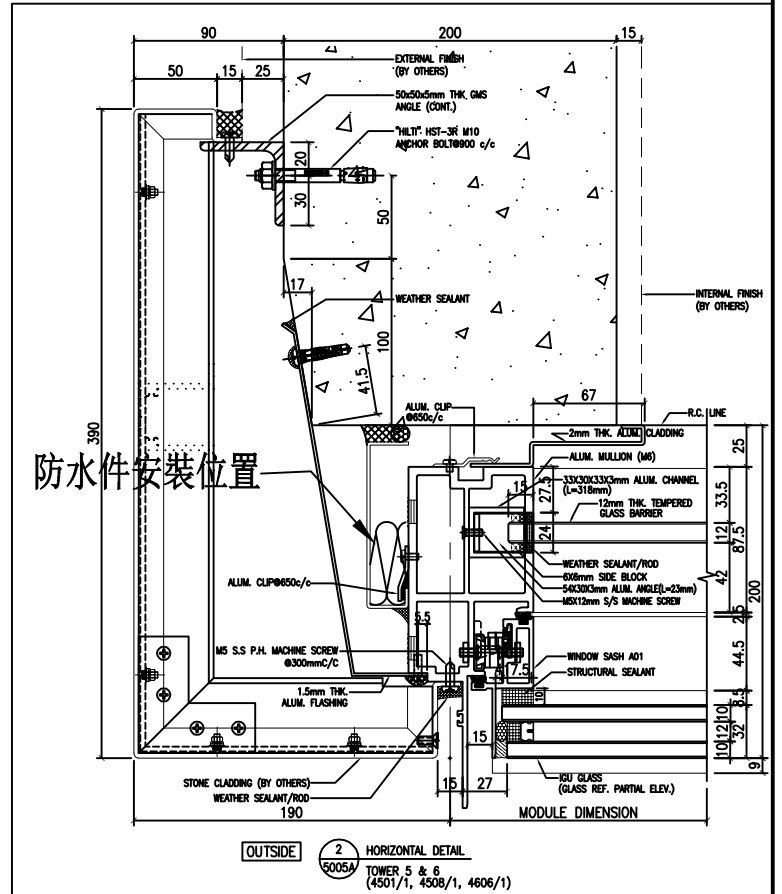 90
200
15
EXTERNAL FINISH
(BY OTHERS)
50
15
25
50x50x5mm THK. GMS
ANGLE (CONT.)
"HILTI" HST-3R M10
ANCHOR BOLT@900 c/c
20
30
50
17
WEATHER SEALANT
INTERNAL FINISH
(BY OTHERS)
100
41.5
67
ALUM. CLIP
@650c/c
R.C. LINE
2mm THK. ALUM. CLADDING
390
25
防水件安装位置
ALUM. MULLION (M6)
15
27.5
33X30X33X3mm ALUM. CHANNEL
(L=318mm)
33.5
12mm THK. TEMPERED
GLASS BARRIER
24
12
87.5
WEATHER SEALANT/ROD
42
200
6X6mm SIDE BLOCK
ALUM. CLIP@650c/c
54X30X3mm ALUM. ANGLE(L=23mm)
M5X12mm S/S MACHINE SCREW
2.5
5.5
M5 S.S P.H. MACHINE SCREW
@300mmC/C
44.5
WINDOW SASH A01
7.5
STRUCTURAL SEALANT
1.5mm THK.
ALUM. FLASHING
10
8.5
10
12
32
10
15
STONE CLADDING (BY OTHERS)
IGU GLASS
(GLASS REF. PARTIAL ELEV.)
9
WEATHER SEALANT/ROD
15
27
190
MODULE DIMENSION
OUTSIDE
2
5005A
HORIZONTAL DETAIL
TOWER 5 & 6
(4501/1, 4508/1, 4606/1)